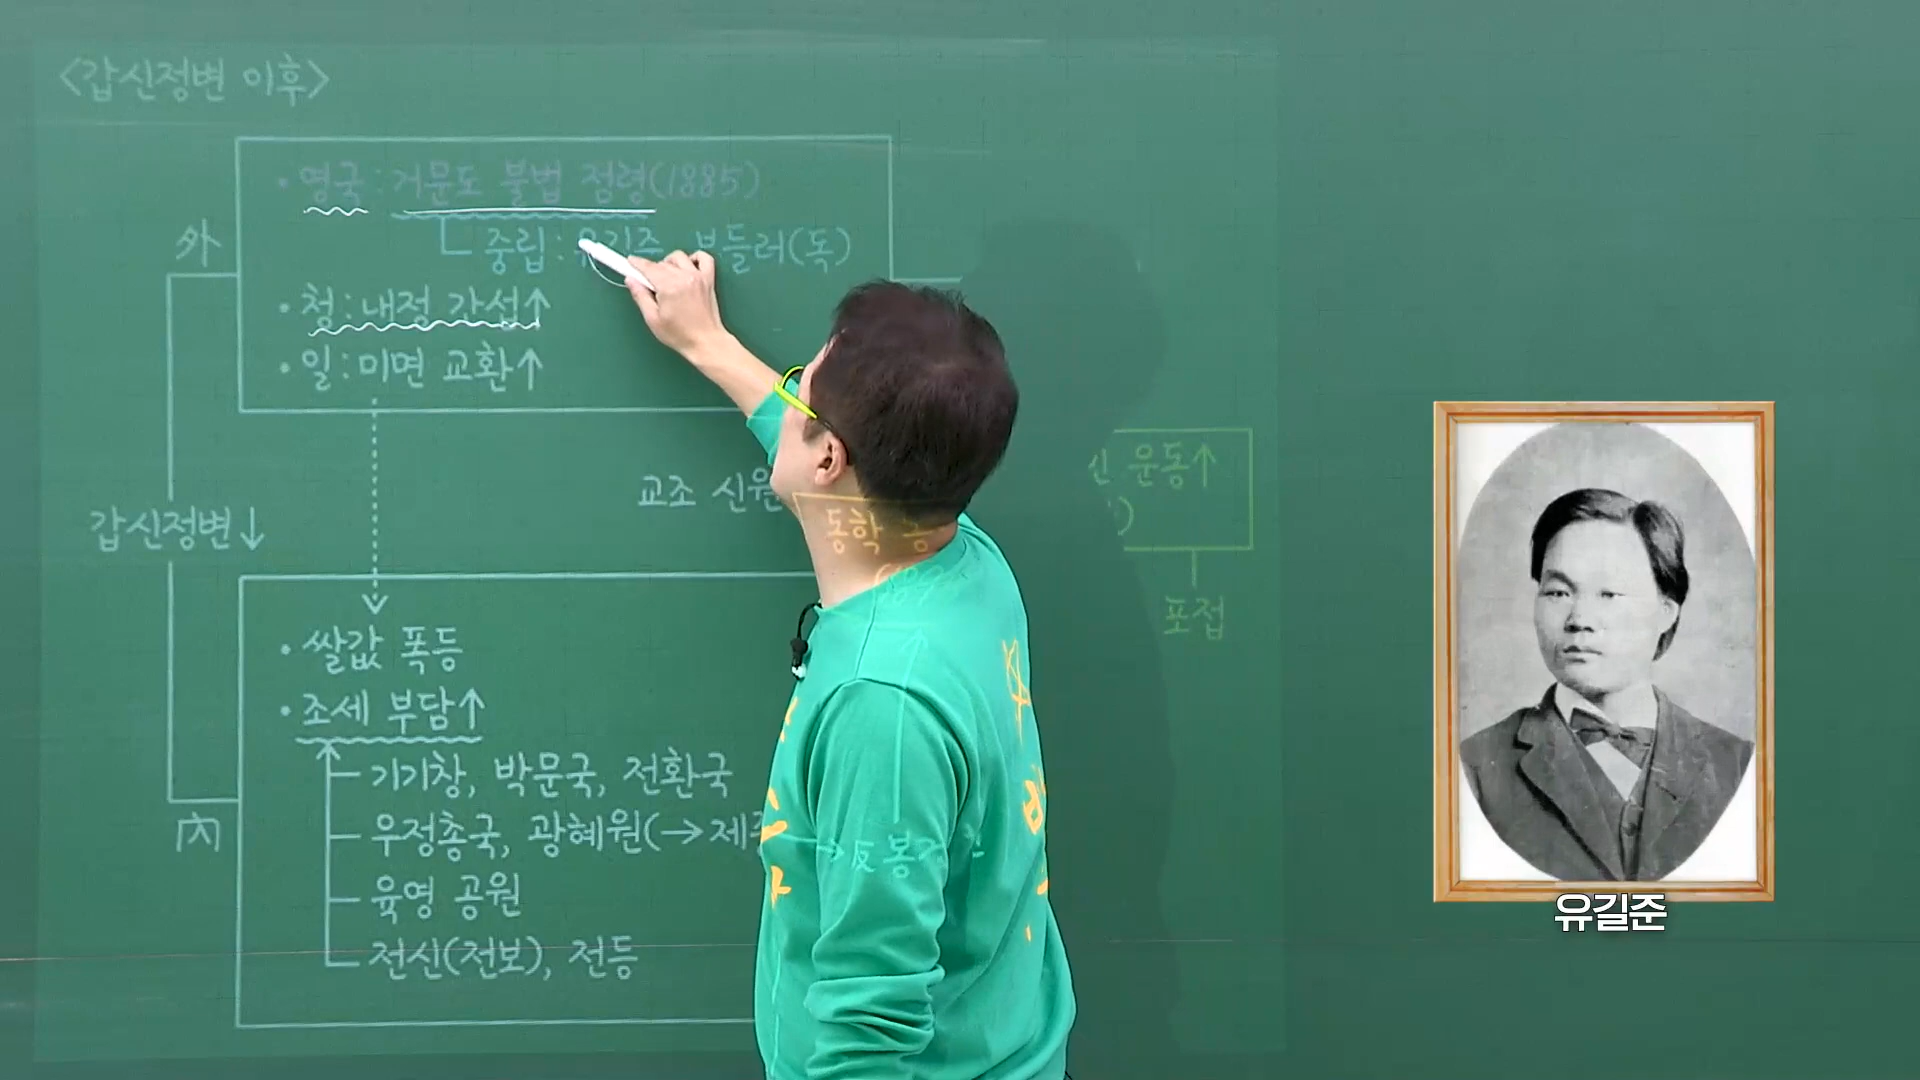 <갑신정변 이후>
외
· 영국 : 거문도 불법 점령(1885)
중립 : 유길준, 부들러(독)
· 청 : 내정 간섭↑
· 일 : 미면 교환↑
갑신정변↓
교조 신원
운동↑
동학 농
포접
內
· 쌀값 폭등
· 조세 부담↑
기기창, 박문국, 전환국
우정총국, 광혜원(→제중
육영 공원
전신(전보), 전등
유길준